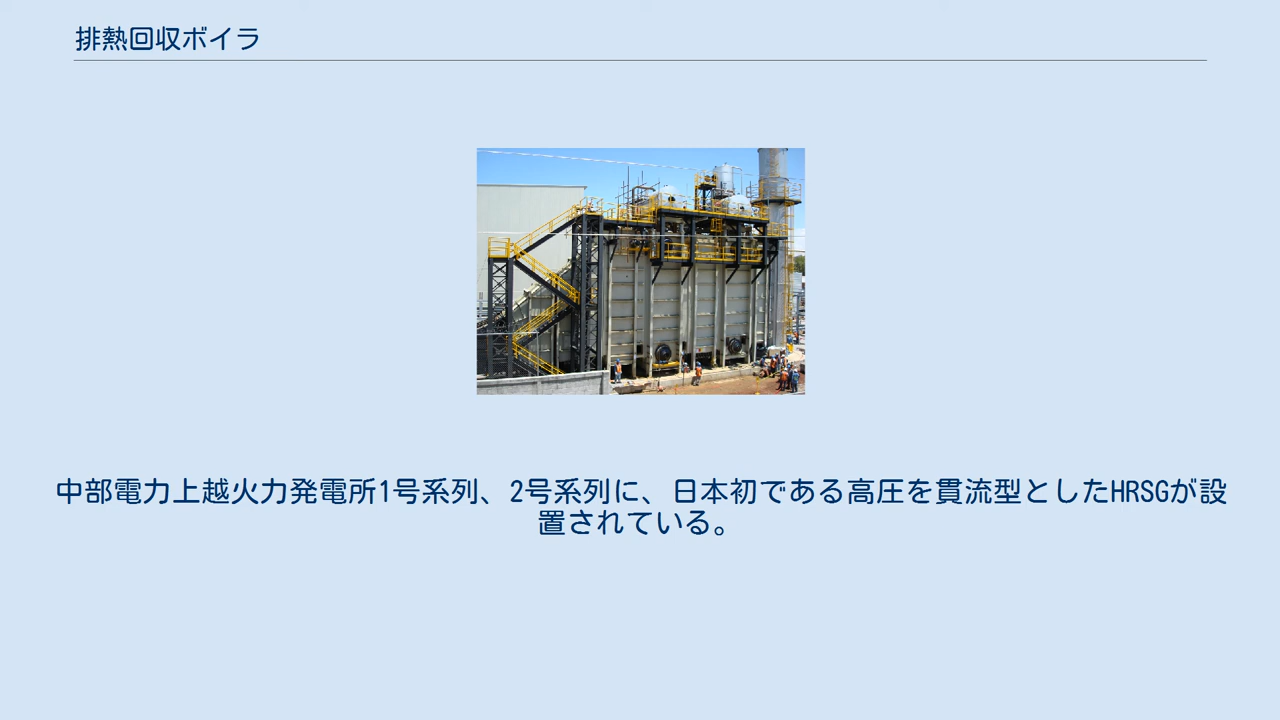 排熱回収ボイラ
中部電力上越火力発電所1号系列、2号系列に、日本初である高圧を貫流型としたHRSGが設
置されている。